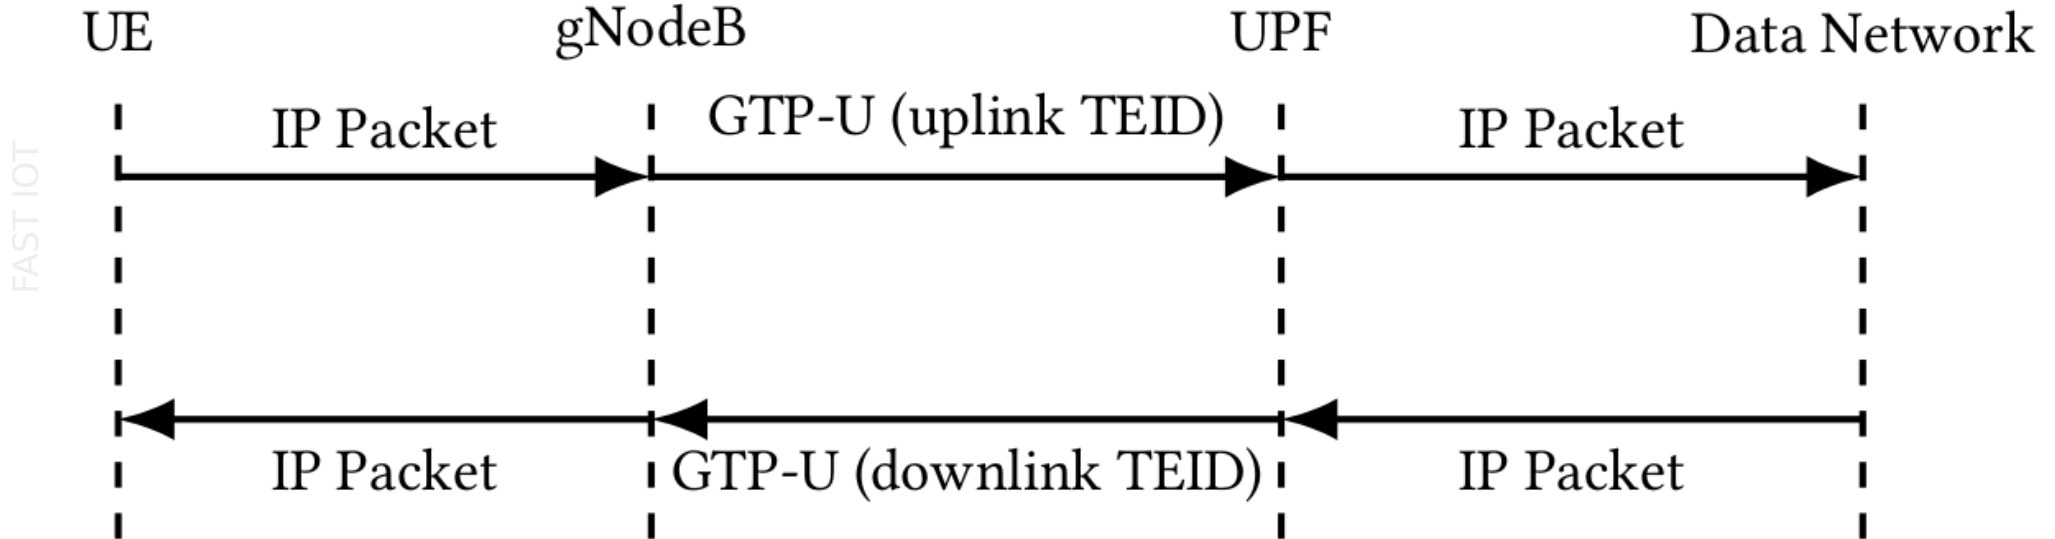 UE
gNodeB
UPF
Data Network
IP Packet
GTP-U (uplink TEID)
IP Packet
IP Packet
GTP-U (downlink TEID)
IP Packet
FAST IOT